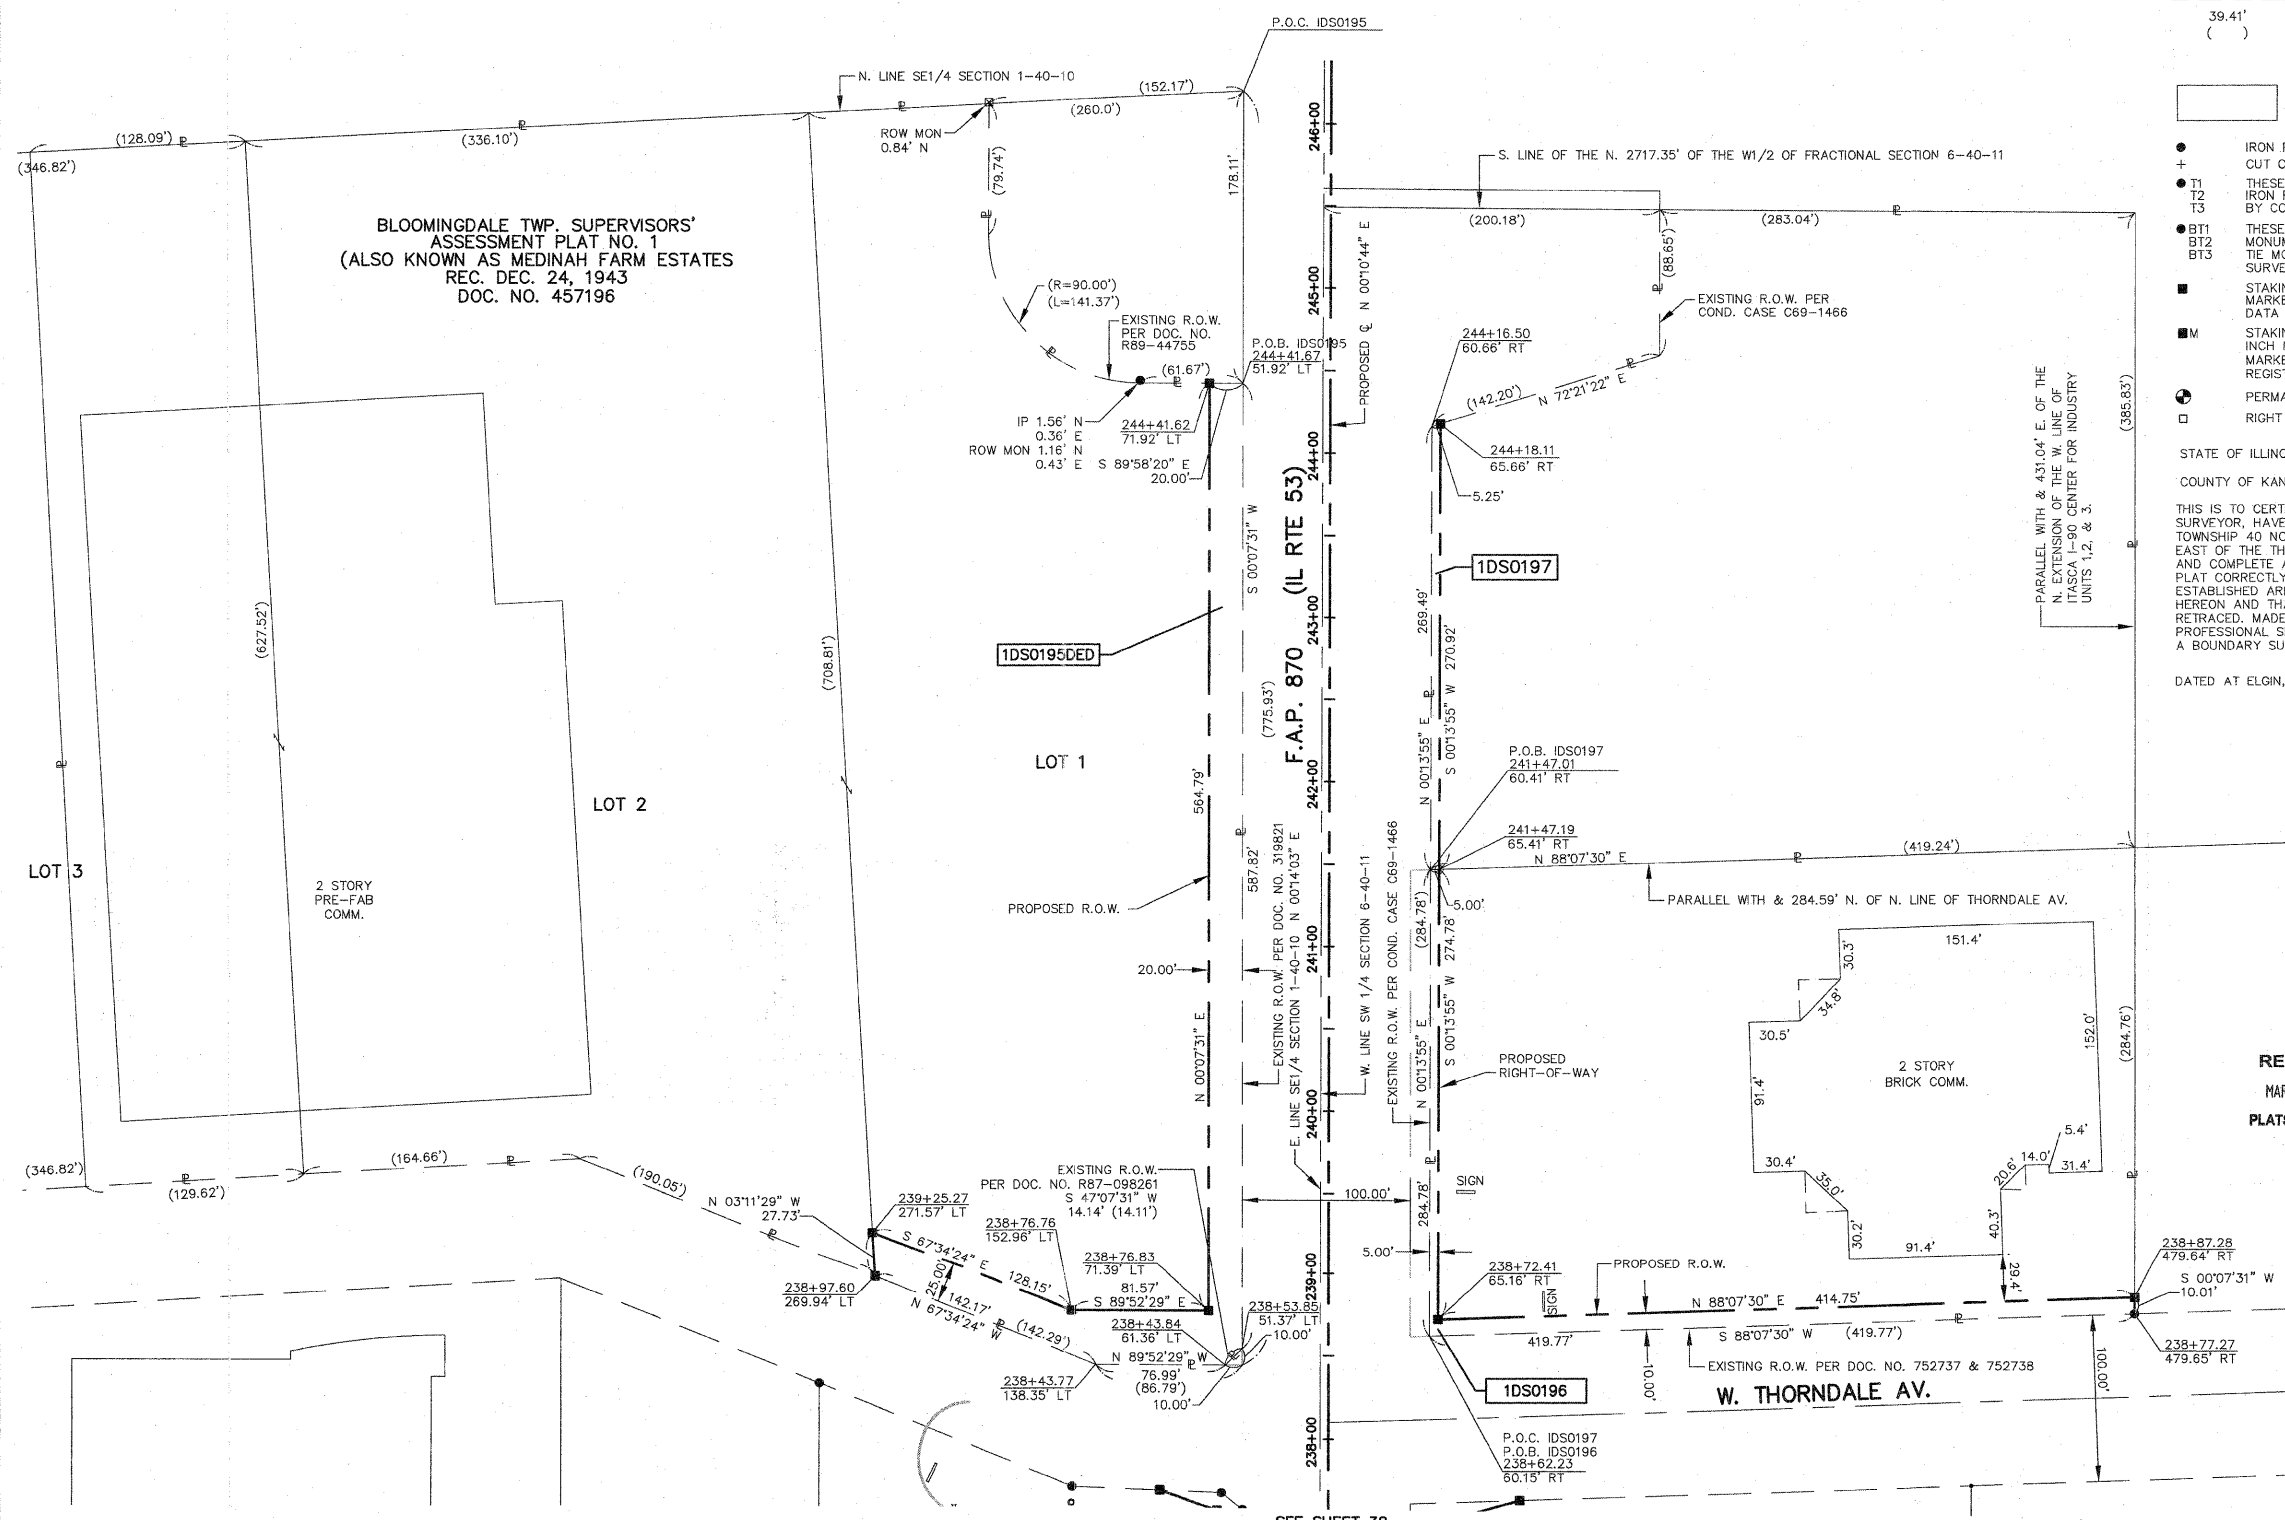 P.O.C. IDS0195
39.41'
( )
N. LINE SE1/4 SECTION 1-40-10
(152.17')
(260.0')
(128.09')
(336.10')
(346.82')
ROW MON
0.84' N
(79.74')
178.11'
246+00
S. LINE OF THE N. 2717.35' OF THE W1/2 OF FRACTIONAL SECTION 6-40-11
(200.18')
(283.04')
(88.65')
BLOOMINGDALE TWP. SUPERVISORS'
ASSESSMENT PLAT NO. 1
(ALSO KNOWN AS MEDINAH FARM ESTATES
REC. DEC. 24, 1943
DOC. NO. 457196
(R=90.00')
(L=141.37')
EXISTING R.O.W.
PER DOC. NO.
R89-44755
(61.67')
P.O.B. IDS0195
244+41.67
51.92' LT
245+00
PROPOSED ℄ N 00°10'44" E
EXISTING R.O.W. PER
COND. CASE C69-1466
244+16.50
60.66' RT
(142.20')
N 72°21'22" E
IP 1.56' N
0.36' E
ROW MON 1.16' N
0.43' E
244+41.62
71.92' LT
S 89°58'20" E
20.00'
244+00
244+18.11
65.66' RT
5.25'
PARALLEL WITH & 431.04' E. OF THE
N. EXTENSION OF THE W. LINE OF
ITASCA I-90 CENTER FOR INDUSTRY
UNITS 1,2, & 3.
(385.83')
IRON
CUT
T1 THESE
T2 IRON
T3 BY
BT1 THESE
BT2
BT3 TIE
M
RIGHT
STATE OF
COUNTY OF
THIS IS TO
SURVEYOR, HAVE
TOWNSHIP 40
EAST OF THE
AND COMPLETE
PLAT CORRECTLY
ESTABLISHED
HEREON AND
RETRACED. MADE
PROFESSIONAL
A BOUNDARY
DATED AT ELGIN,
S 00°07'31" W
F.A.P. 870 (IL RTE 53)
1DS0197
243+00
269.49'
S 00°13'55" W 270.92'
N 00°13'55" E
1DS0195DED
(627.52')
(708.81')
(775.93')
LOT 1
LOT 2
LOT 3
564.79'
242+00
P.O.B. IDS0197
241+47.01
60.41' RT
241+47.19
65.41' RT
N 88°07'30" E
(419.24')
PARALLEL WITH & 284.59' N. OF N. LINE OF THORNDALE AV.
5.00'
2 STORY
PRE-FAB
COMM.
PROPOSED R.O.W.
587.82'
20.00'
N 00°07'31" E
EXISTING R.O.W. PER DOC. NO. 319821
E. LINE SE1/4 SECTION 1-40-10 N 00°14'03" E
241+00
W. LINE SW 1/4 SECTION 6-40-11
EXISTING R.O.W. PER COND. CASE C69-1466
(284.78')
S 00°13'55" W 274.78'
N 00°13'55" E
PROPOSED
RIGHT-OF-WAY
151.4'
30.3'
34.8'
30.5'
152.0'
(284.76')
91.4'
2 STORY
BRICK COMM.
5.4'
14.0'
20.6'
31.4'
30.4'
35.0'
40.3'
30.2'
91.4'
29.4'
240+00
(346.82')
(129.62')
(164.66')
(190.05')
N 03°11'29" W
27.73'
239+25.27
271.57' LT
EXISTING R.O.W.
PER DOC. NO. R87-098261
S 47°07'31" W
14.14' (14.11')
238+76.76
152.96' LT
S 67°34'24" E
128.15'
25.00'
238+97.60
269.94' LT
142.17'
N 67°34'24" W
(142.29')
238+76.83
71.39' LT
81.57'
S 89°52'29" E
238+43.84
61.36' LT
238+53.85
51.37' LT
10.00'
N 89°52'29" W
76.99'
(86.79')
10.00'
238+43.77
138.35' LT
100.00'
239+00
284.78'
5.00'
SIGN
238+72.41
65.16' RT
PROPOSED R.O.W.
SIGN
N 88°07'30" E 414.75'
S 88°07'30" W (419.77')
419.77'
EXISTING R.O.W. PER DOC. NO. 752737 & 752738
10.00'
238+87.28
479.64' RT
S 00°07'31" W
10.01'
238+77.27
479.65' RT
100.00'
1DS0196
W. THORNDALE AV.
238+00
P.O.C. IDS0197
P.O.B. IDS0196
238+62.23
60.15' RT